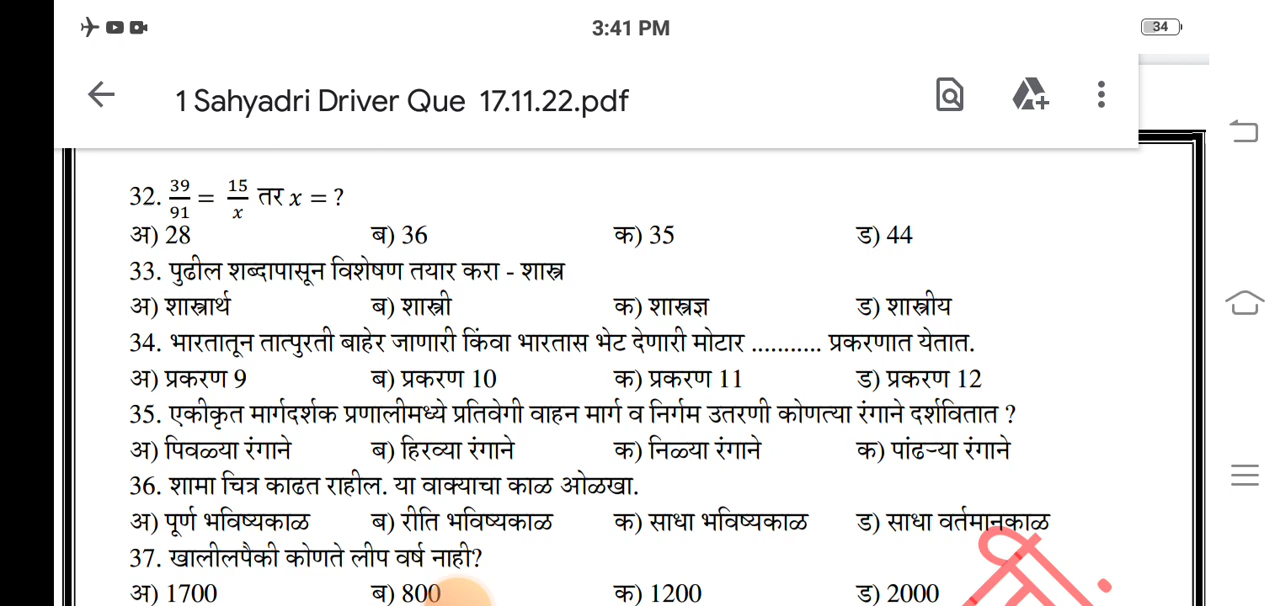 3:41 PM
34
1 Sahyadri Driver Que 17.11.22.pdf
32. 39/91 = 15/x तर x = ?
अ) 28 ब) 36 क) 35 ड) 44
33. पुढील शब्दापासून विशेषण तयार करा - शास्त्र
अ) शास्त्रार्थ ब) शास्त्री क) शास्त्रज्ञ ड) शास्त्रीय
34. भारतातून तात्पुरती बाहेर जाणारी किंवा भारतास भेट देणारी मोटार ........... प्रकरणात येतात.
अ) प्रकरण 9 ब) प्रकरण 10 क) प्रकरण 11 ड) प्रकरण 12
35. एकीकृत मार्गदर्शक प्रणालीमध्ये प्रतिवेगी वाहन मार्ग व निर्गम उतरणी कोणत्या रंगाने दर्शवितात ?
अ) पिवळ्या रंगाने ब) हिरव्या रंगाने क) निळ्या रंगाने क) पांढऱ्या रंगाने
36. शामा चित्र काढत राहील. या वाक्याचा काळ ओळखा.
अ) पूर्ण भविष्यकाळ ब) रीति भविष्यकाळ क) साधा भविष्यकाळ ड) साधा वर्तमानकाळ
37. खालीलपैकी कोणते लीप वर्ष नाही?
अ) 1700 ब) 800 क) 1200 ड) 2000